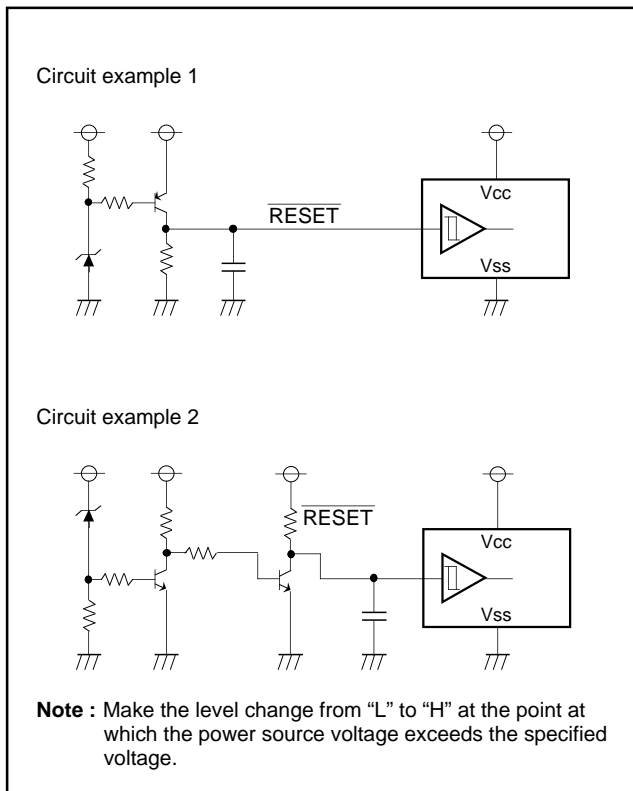 Circuit example 1
RESET
Vcc
Vss
Circuit example 2
RESET
Vcc
Vss
Note : Make the level change from “L” to “H” at the point at
which the power source voltage exceeds the specified
voltage.